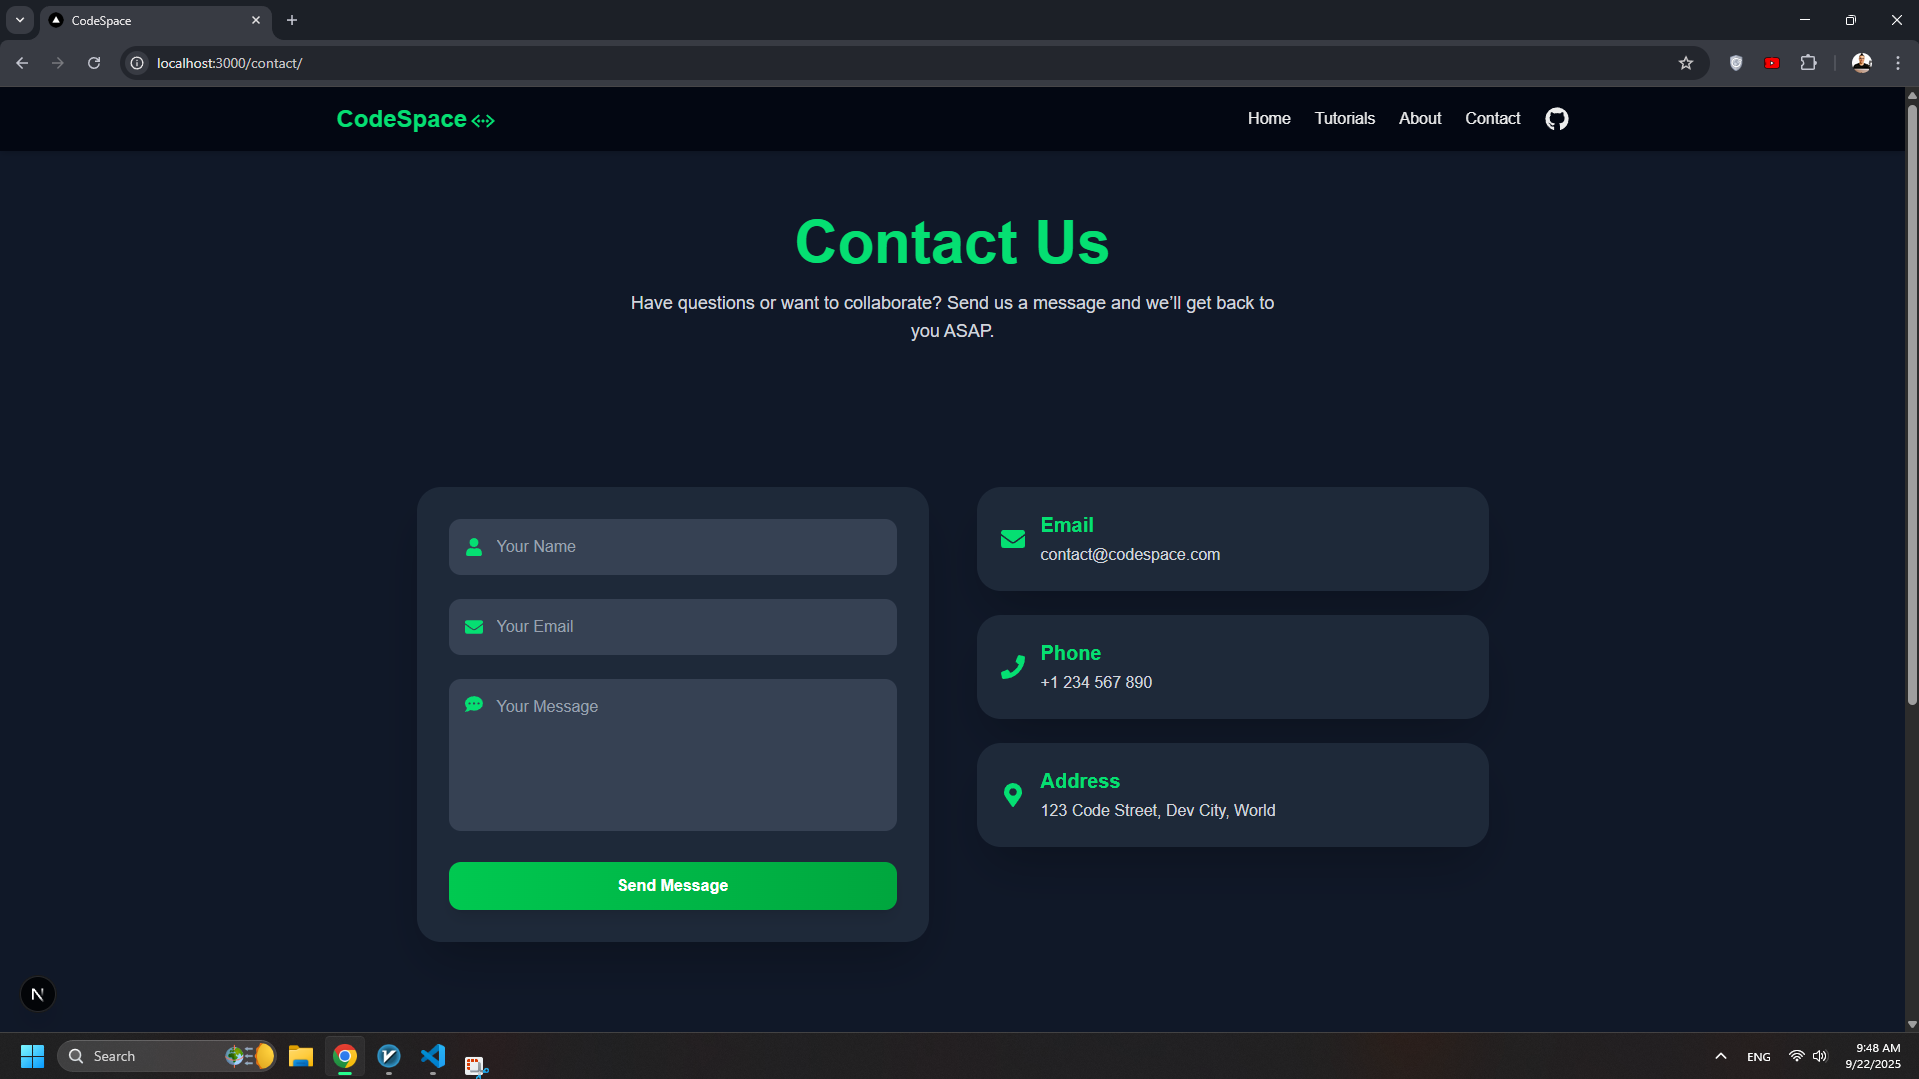 CodeSpace
localhost:3000/contact/
CodeSpace
Home
Tutorials
About
Contact
Contact Us
Have questions or want to collaborate? Send us a message and we’ll get back to
you ASAP.
Your Name
Your Email
Your Message
Send Message
Email
contact@codespace.com
Phone
+1 234 567 890
Address
123 Code Street, Dev City, World
N
Search
ENG
9:48 AM
9/22/2025